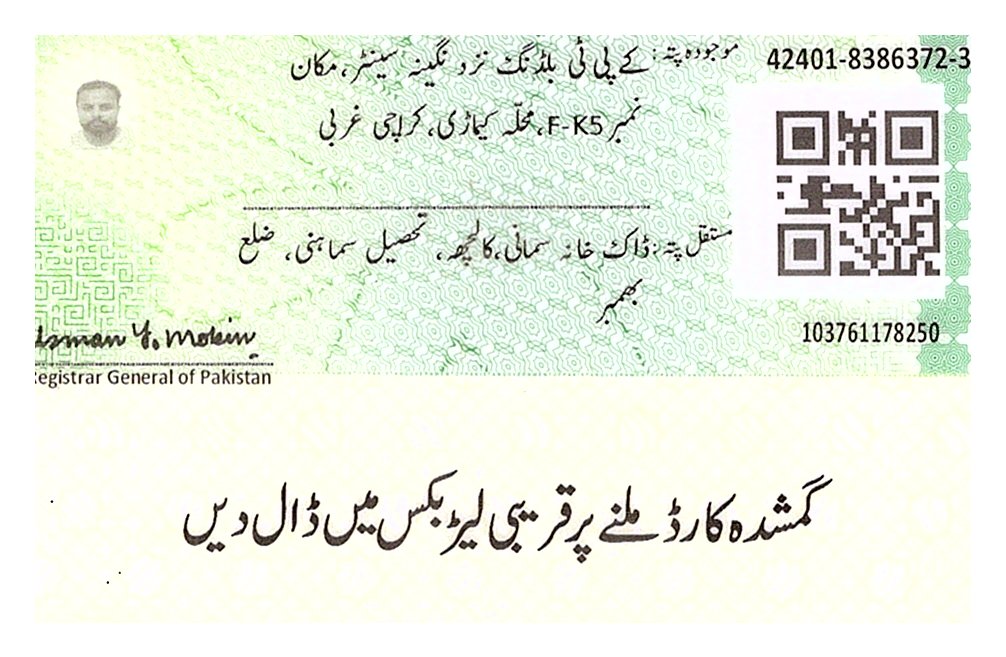 42401-8386372-3
موجودہ پتہ: کے پی ٹی بلڈنگ نزد نگینہ سینٹر، مکان
نمبر F-K5، محلّہ کیماڑی، کراچی غربی
مستقل پتہ: ڈاک خانہ سمانی، کالچھہ، تحصیل سماہنی، ضلع
بھمبر
103761178250
Usman Y. Mobin
Registrar General of Pakistan
گمشدہ کارڈ ملنے پر قریبی لیٹر بکس میں ڈال دیں